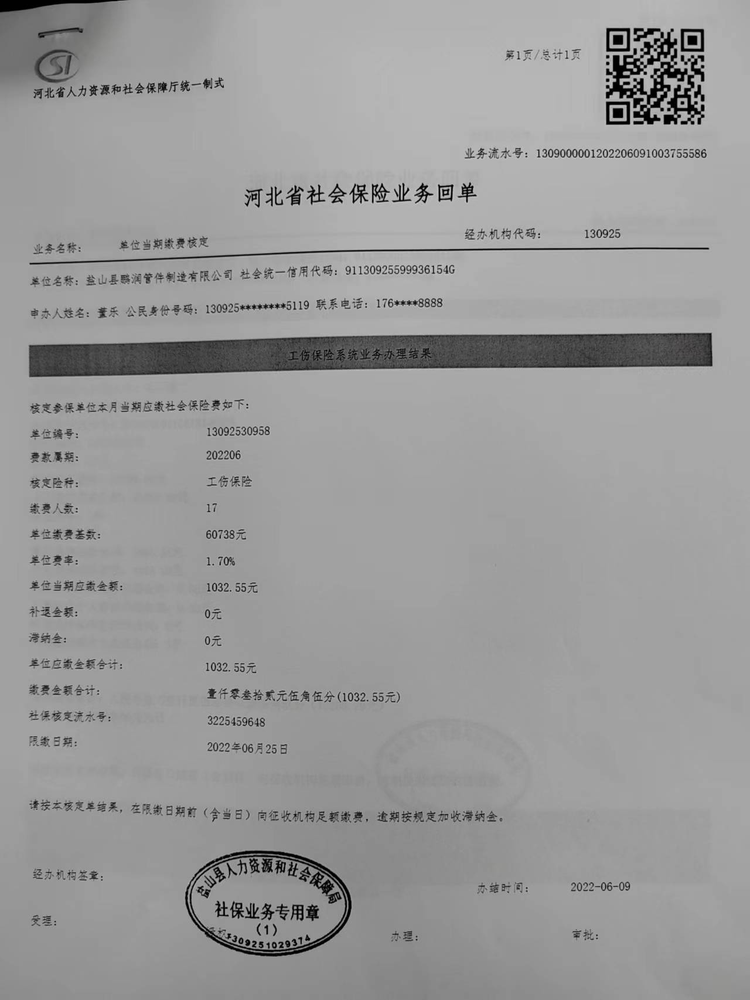 第1页/总计1页
SI
河北省人力资源和社会保障厅统一制式
业务流水号：1309000001202206091003755586
河北省社会保险业务回单
业务名称： 单位当期缴费核定 经办机构代码： 130925
单位名称：盐山县鹏润管件制造有限公司 社会统一信用代码：91130925599936154G
申办人姓名：董乐 公民身份号码：130925********5119 联系电话：176****8888
工伤保险系统业务办理结果
核定参保单位本月当期应缴社会保险费如下：
单位编号： 13092530958
费款属期： 202206
核定险种： 工伤保险
缴费人数： 17
单位缴费基数： 60738元
单位费率： 1.70%
单位当期应缴金额： 1032.55元
补退金额： 0元
滞纳金： 0元
单位应缴金额合计： 1032.55元
缴费金额合计： 壹仟零叁拾贰元伍角伍分(1032.55元)
社保核定流水号： 3225459648
限缴日期： 2022年06月25日
请按本核定单结果，在限缴日期前（含当日）向征收机构足额缴费，逾期按规定加收滞纳金。
盐山县人力资源和社会保障局
经办机构签章：
办结时间： 2022-06-09
社保业务专用章
(1)
受理： 授权： 办理： 审批：
1309251029374